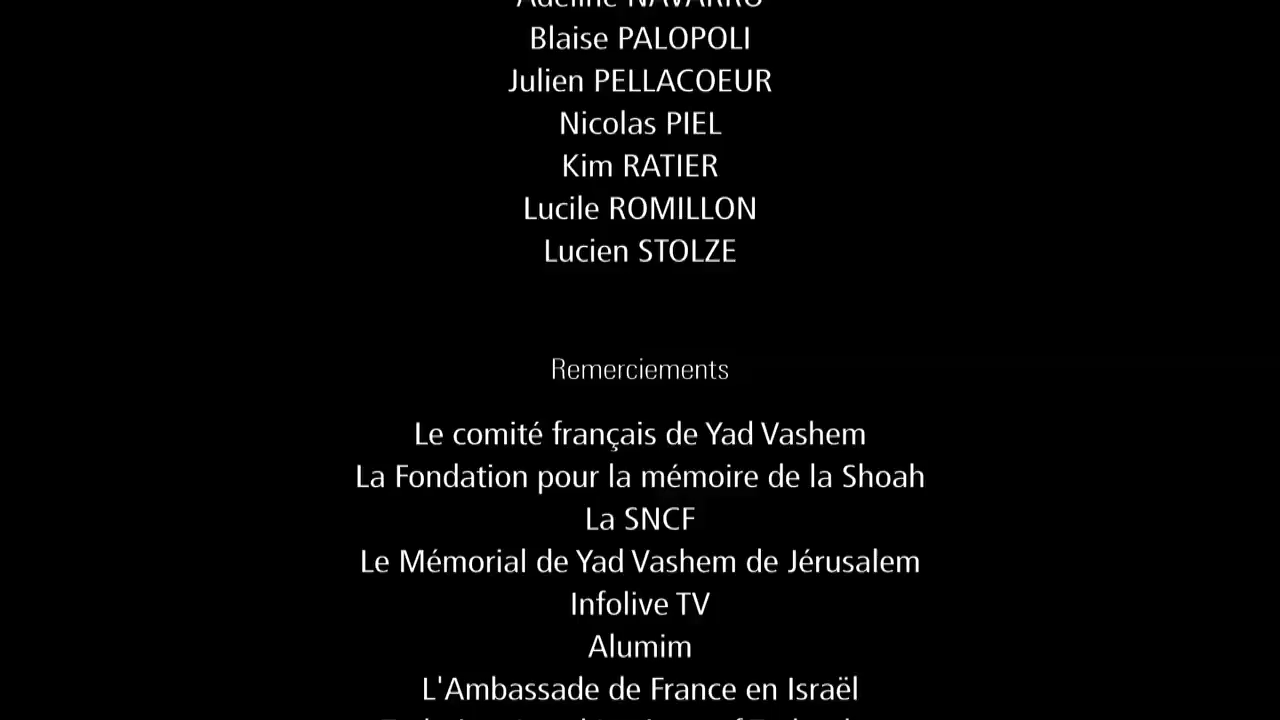 Adeline NAVARRO
Blaise PALOPOLI
Julien PELLACOEUR
Nicolas PIEL
Kim RATIER
Lucile ROMILLON
Lucien STOLZE
Remerciements
Le comité français de Yad Vashem
La Fondation pour la mémoire de la Shoah
La SNCF
Le Mémorial de Yad Vashem de Jérusalem
Infolive TV
Alumim
L'Ambassade de France en Israël